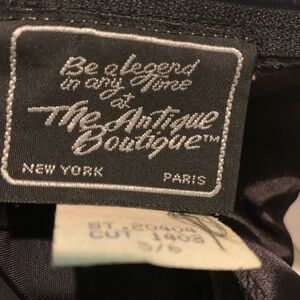 Be a legend
in any Time
at
The Antique
Boutique™
NEW YORK PARIS
ST. 20404
CUT 1402
5/6